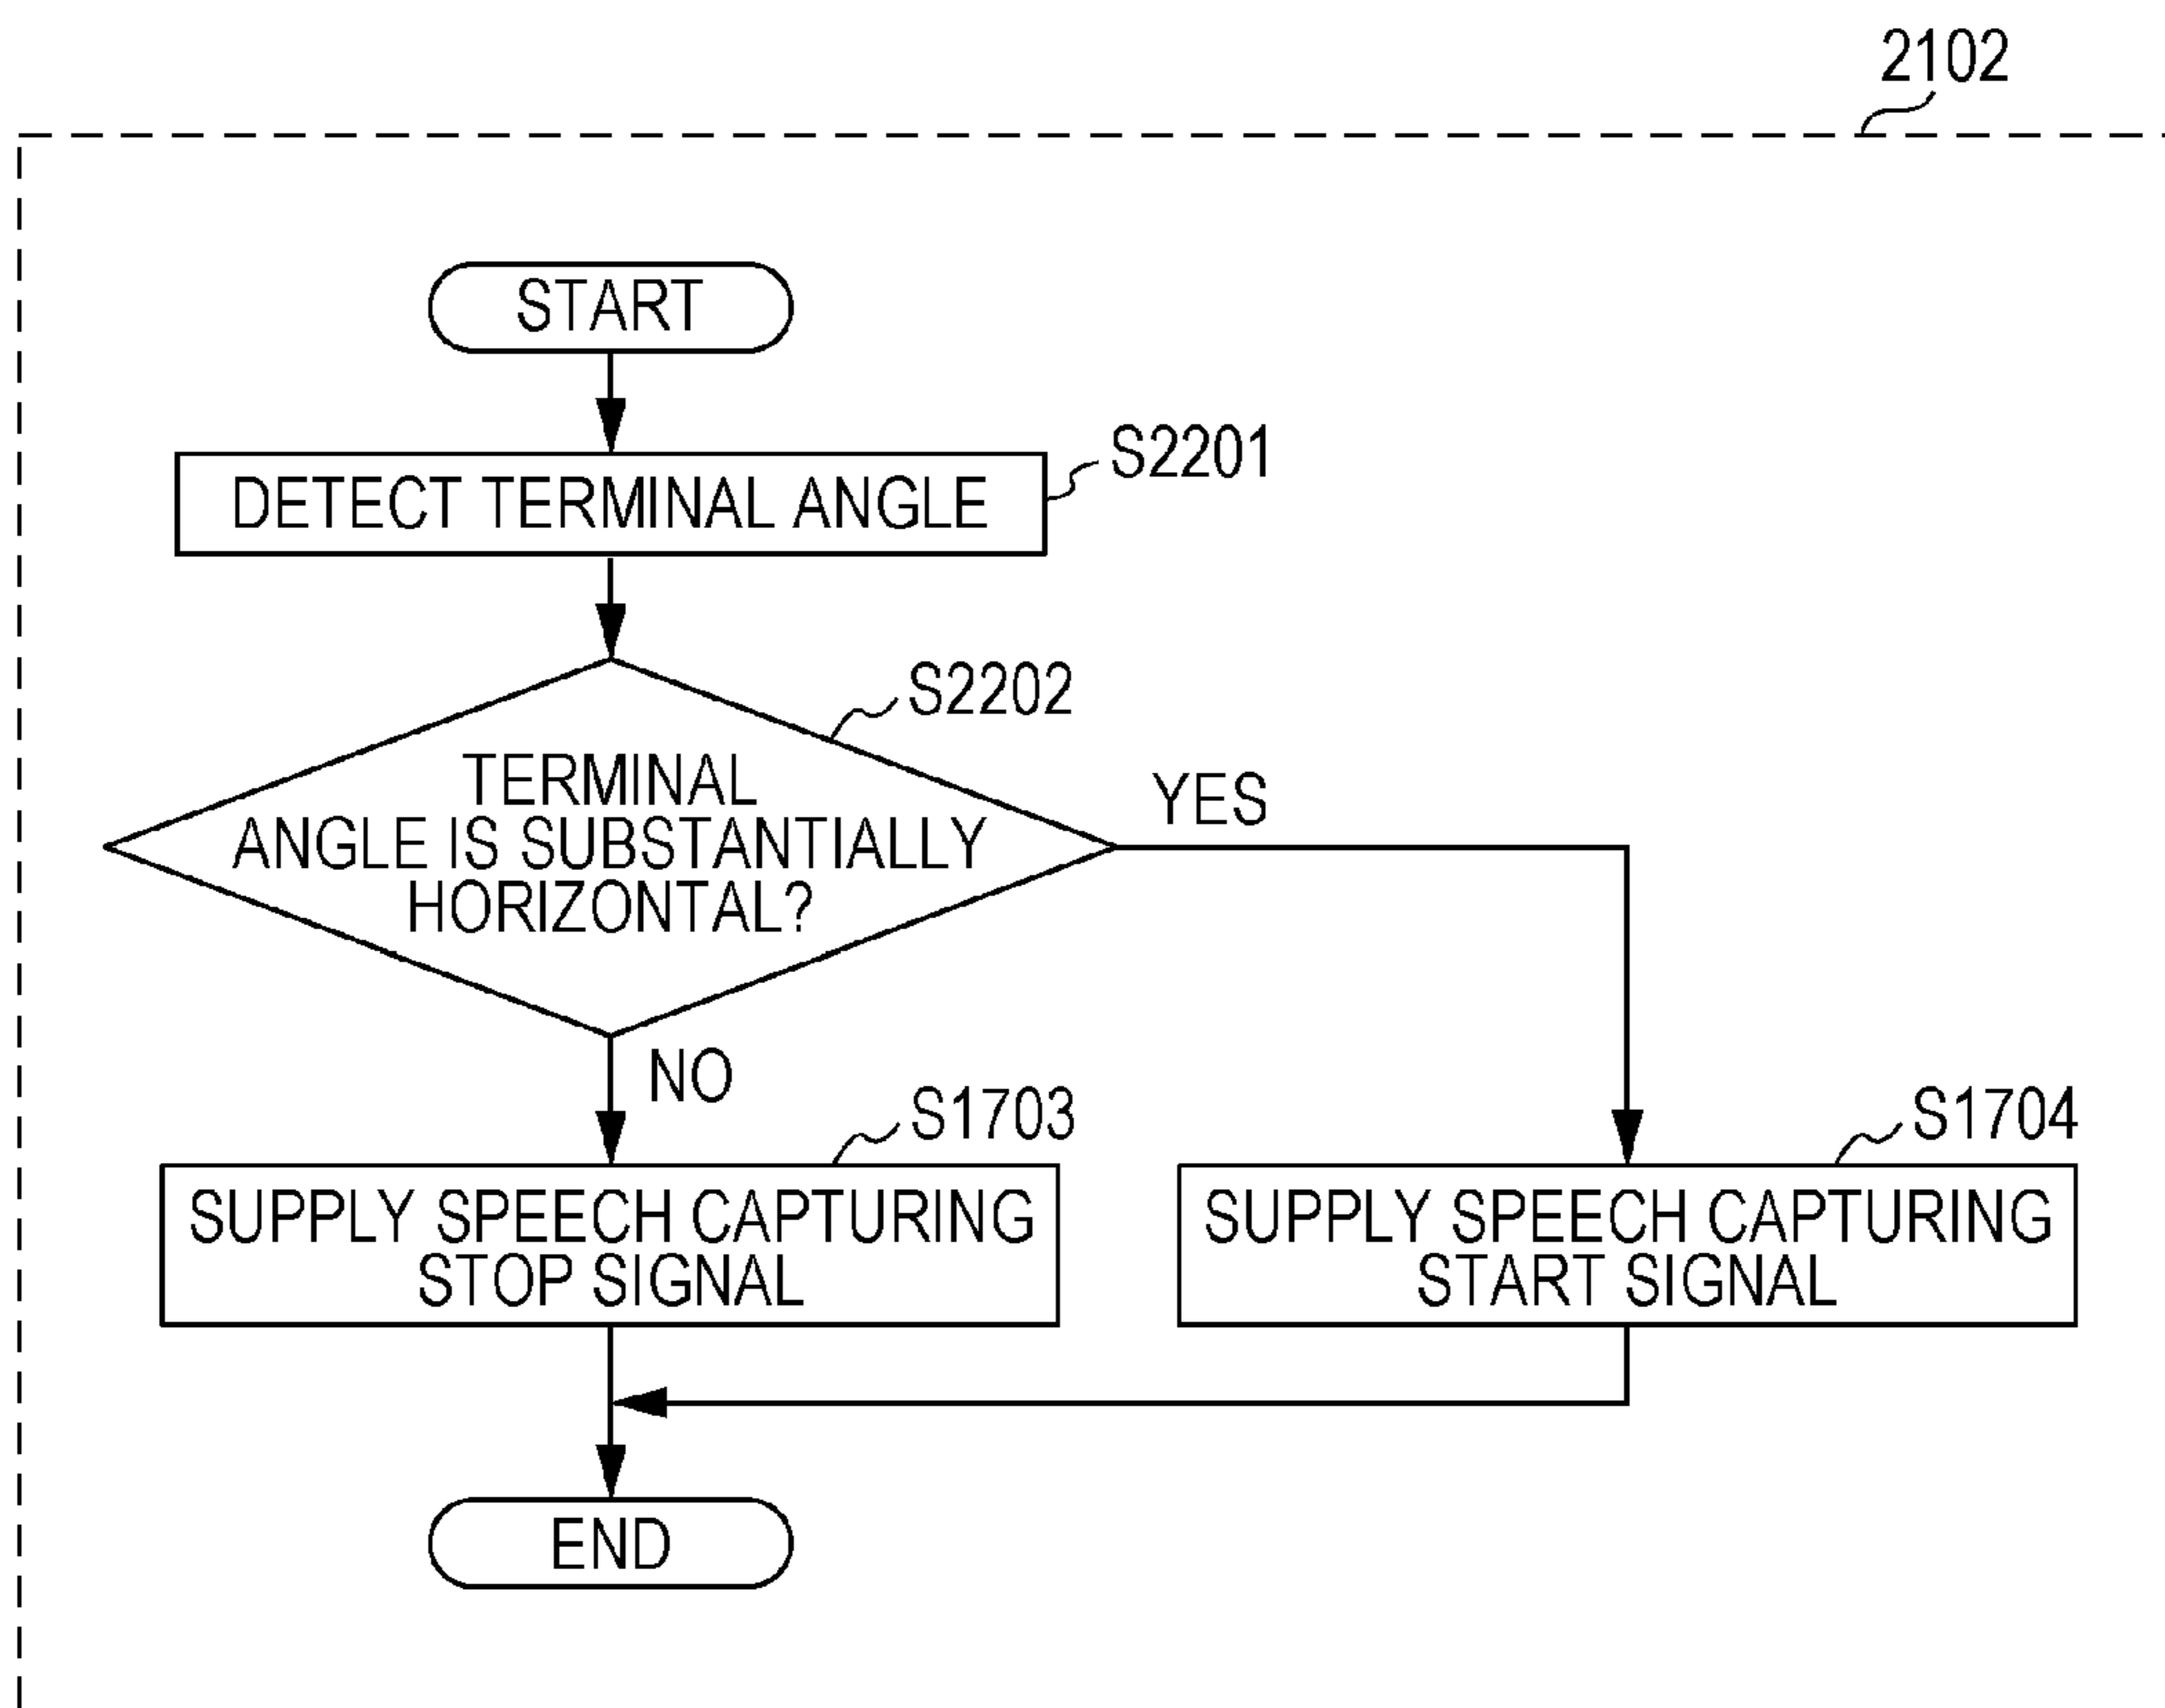 2102
START
S2201
DETECT TERMINAL ANGLE
S2202
TERMINAL
ANGLE IS SUBSTANTIALLY
HORIZONTAL?
YES
NO
S1703
SUPPLY SPEECH CAPTURING
STOP SIGNAL
S1704
SUPPLY SPEECH CAPTURING
START SIGNAL
END